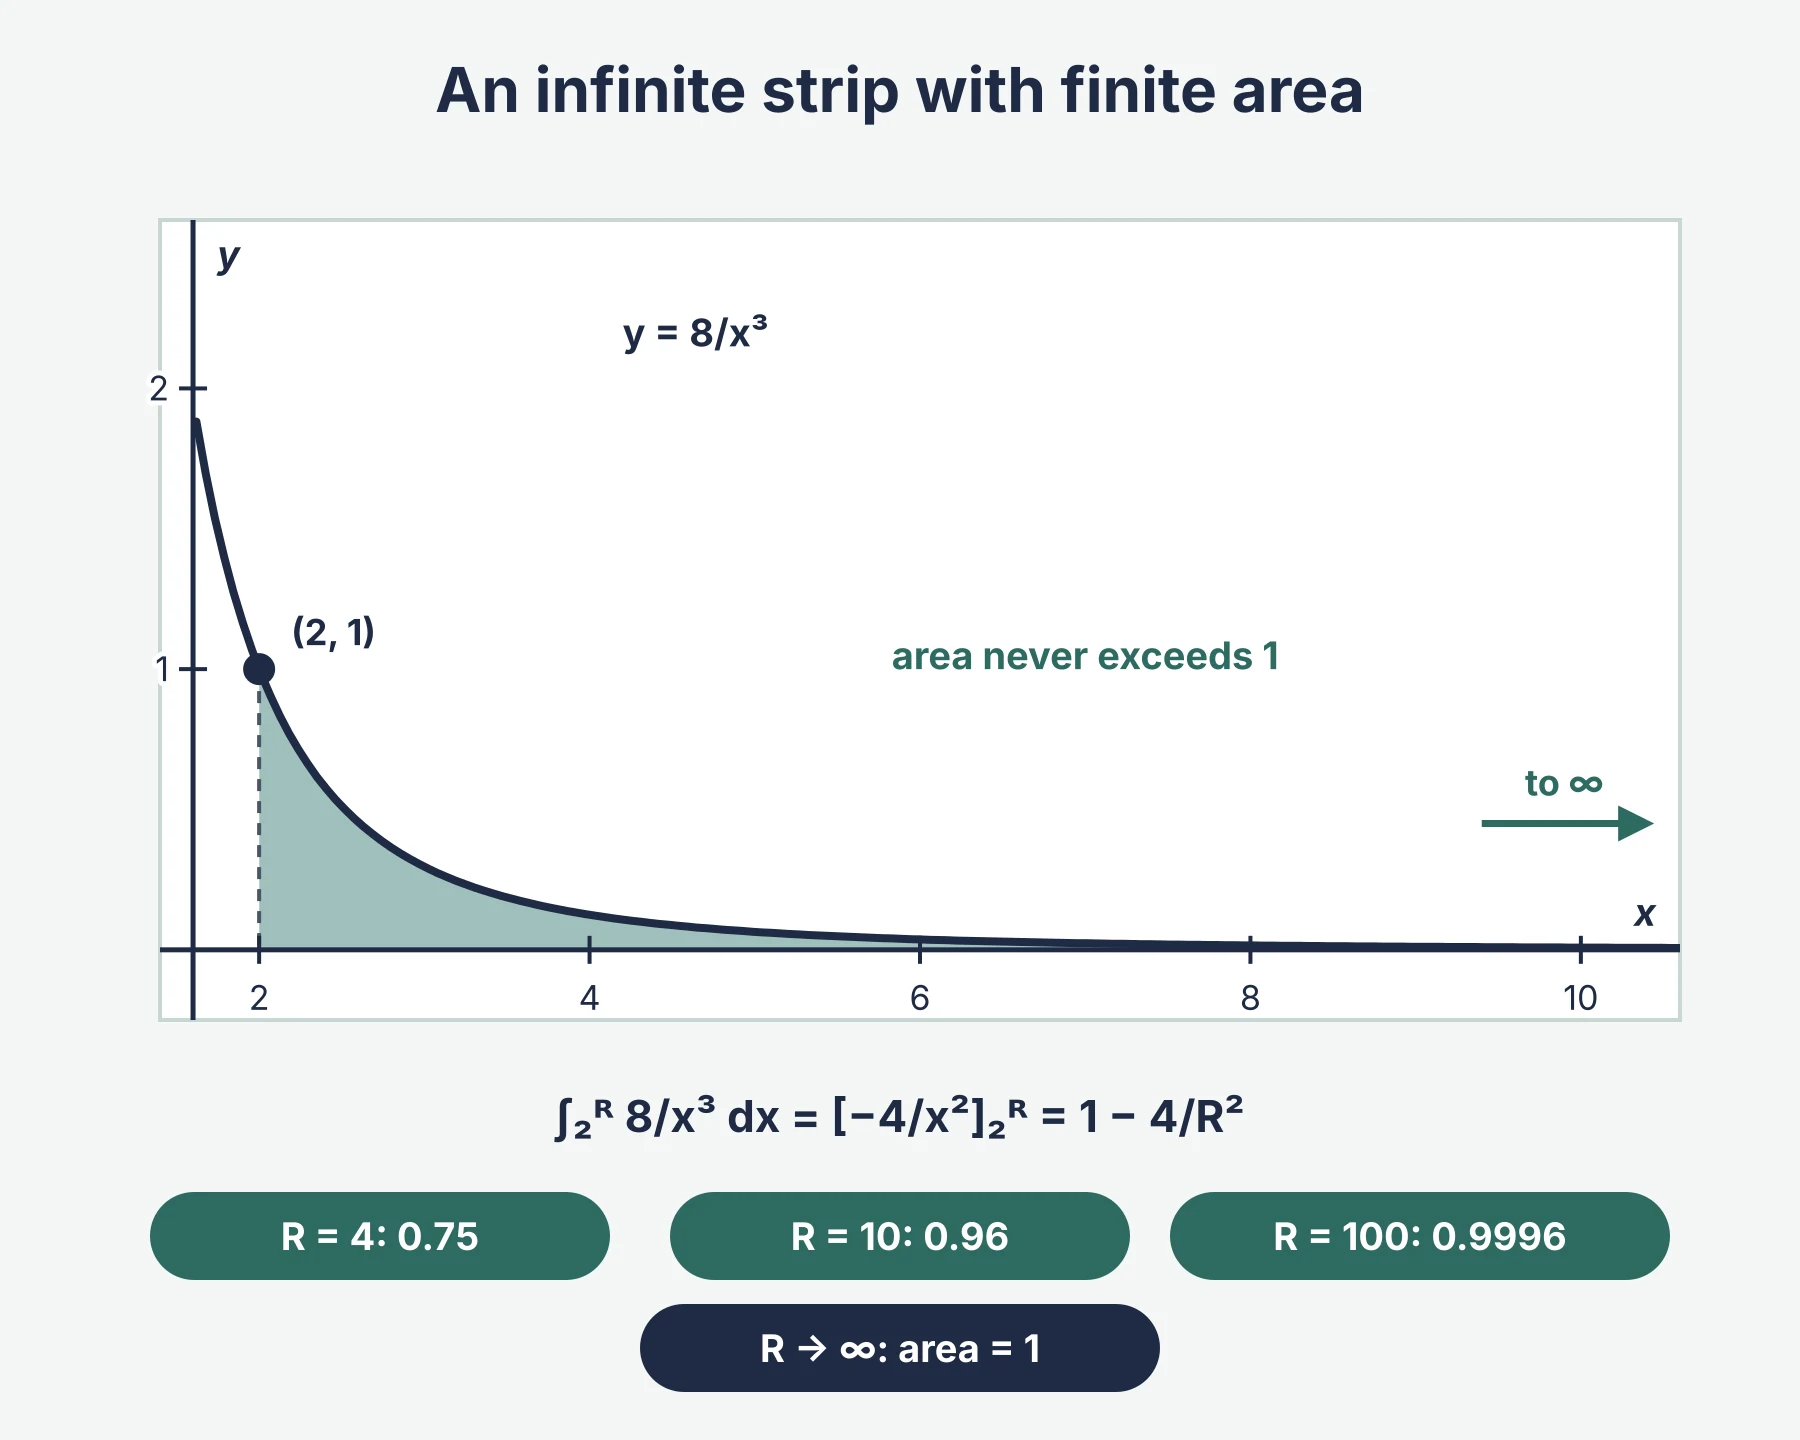 An infinite strip with finite area
y
y = 8/x³
2
(2, 1)
1
area never exceeds 1
to ∞
x
2 4 6 8 10
∫₂ᴿ 8/x³ dx = [−4/x²]₂ᴿ = 1 − 4/R²
R = 4: 0.75
R = 10: 0.96
R = 100: 0.9996
R → ∞: area = 1